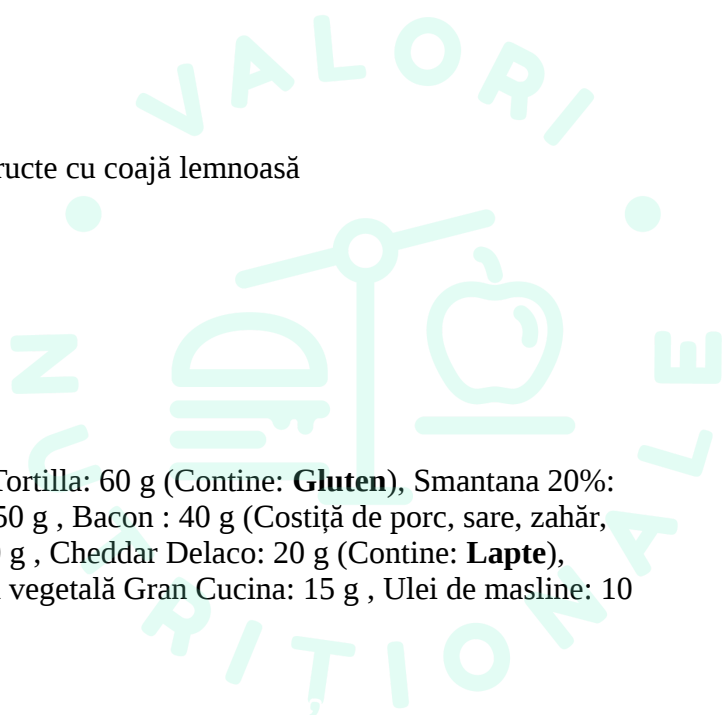 VALORI
ructe cu coajă lemnoasă
NUTRITIONALE
Tortilla: 60 g (Contine: Gluten), Smantana 20%:
50 g , Bacon : 40 g (Costiță de porc, sare, zahăr,
g , Cheddar Delaco: 20 g (Contine: Lapte),
vegetală Gran Cucina: 15 g , Ulei de masline: 10